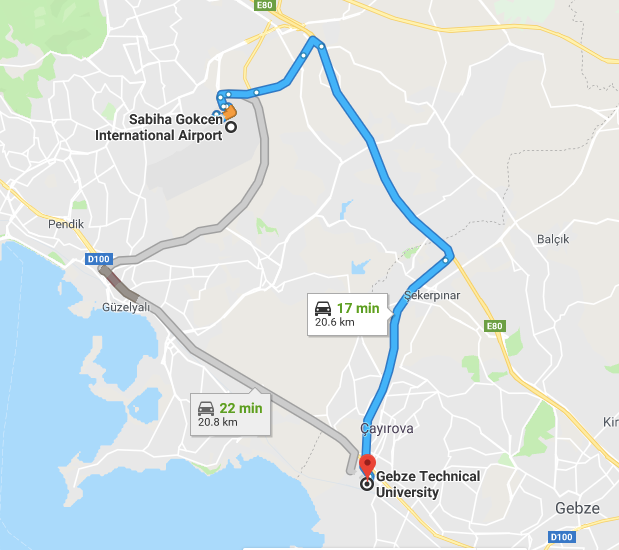 E80
Sabiha Gokcen
International Airport
Pendik
D100
Balçık
Güzelyalı
Şekerpınar
17 min
20.6 km
E80
22 min
20.8 km
Çayırova
Gebze Technical
University
Gebze
D100